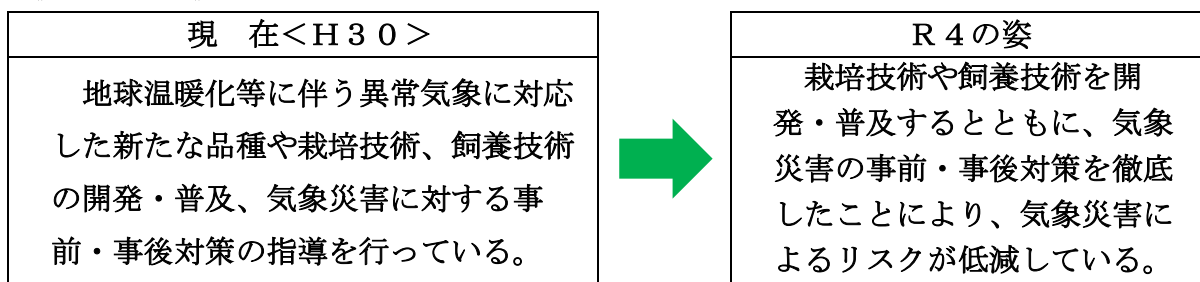 現　在＜Ｈ３０＞
地球温暖化等に伴う異常気象に対応
した新たな品種や栽培技術、飼養技術
の開発・普及、気象災害に対する事
前・事後対策の指導を行っている。
Ｒ４の姿
栽培技術や飼養技術を開
発・普及するとともに、気象
災害の事前・事後対策を徹底
したことにより、気象災害に
よるリスクが低減している。